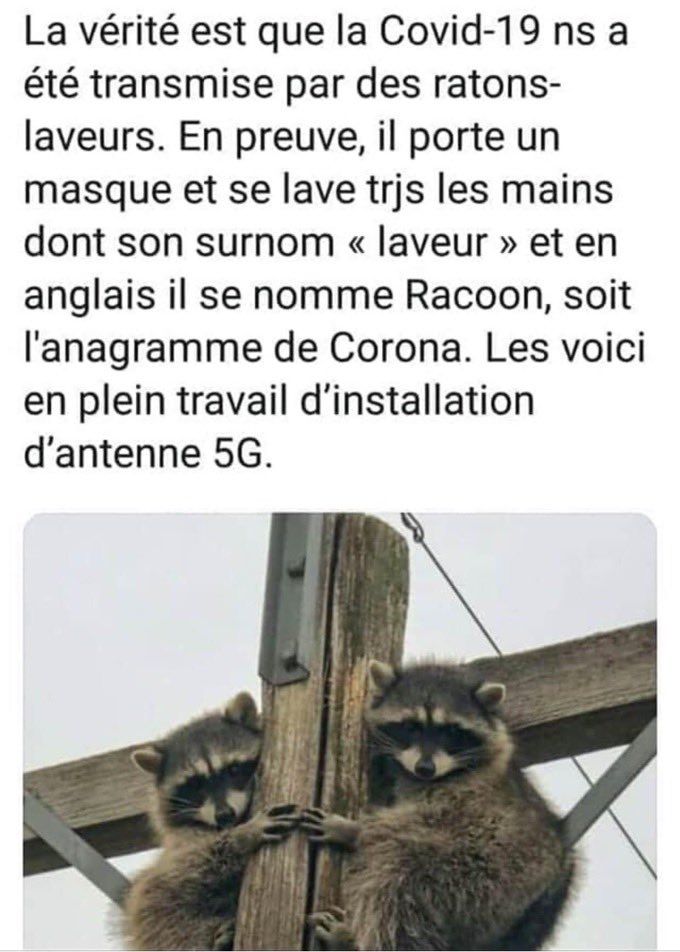 La vérité est que la Covid-19 ns a
été transmise par des ratons-
laveurs. En preuve, il porte un
masque et se lave trjs les mains
dont son surnom « laveur » et en
anglais il se nomme Racoon, soit
l'anagramme de Corona. Les voici
en plein travail d’installation
d’antenne 5G.